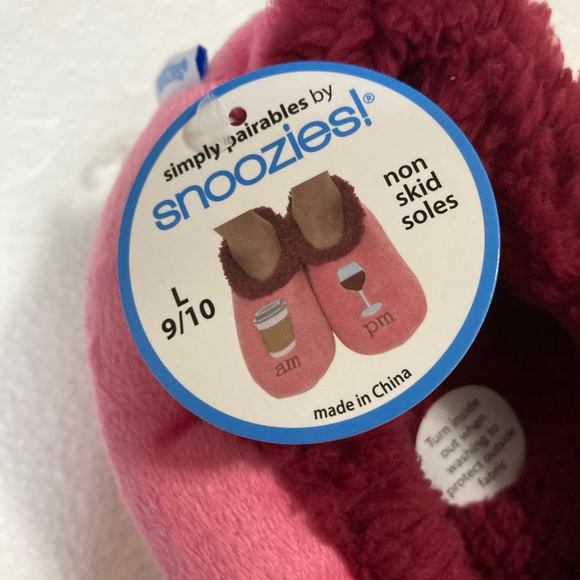 simply pairables by
snoozies!®
non
skid
soles
L
9/10
am
pm
made in China
Turn inside
out when
washing to
protect outside
fabric